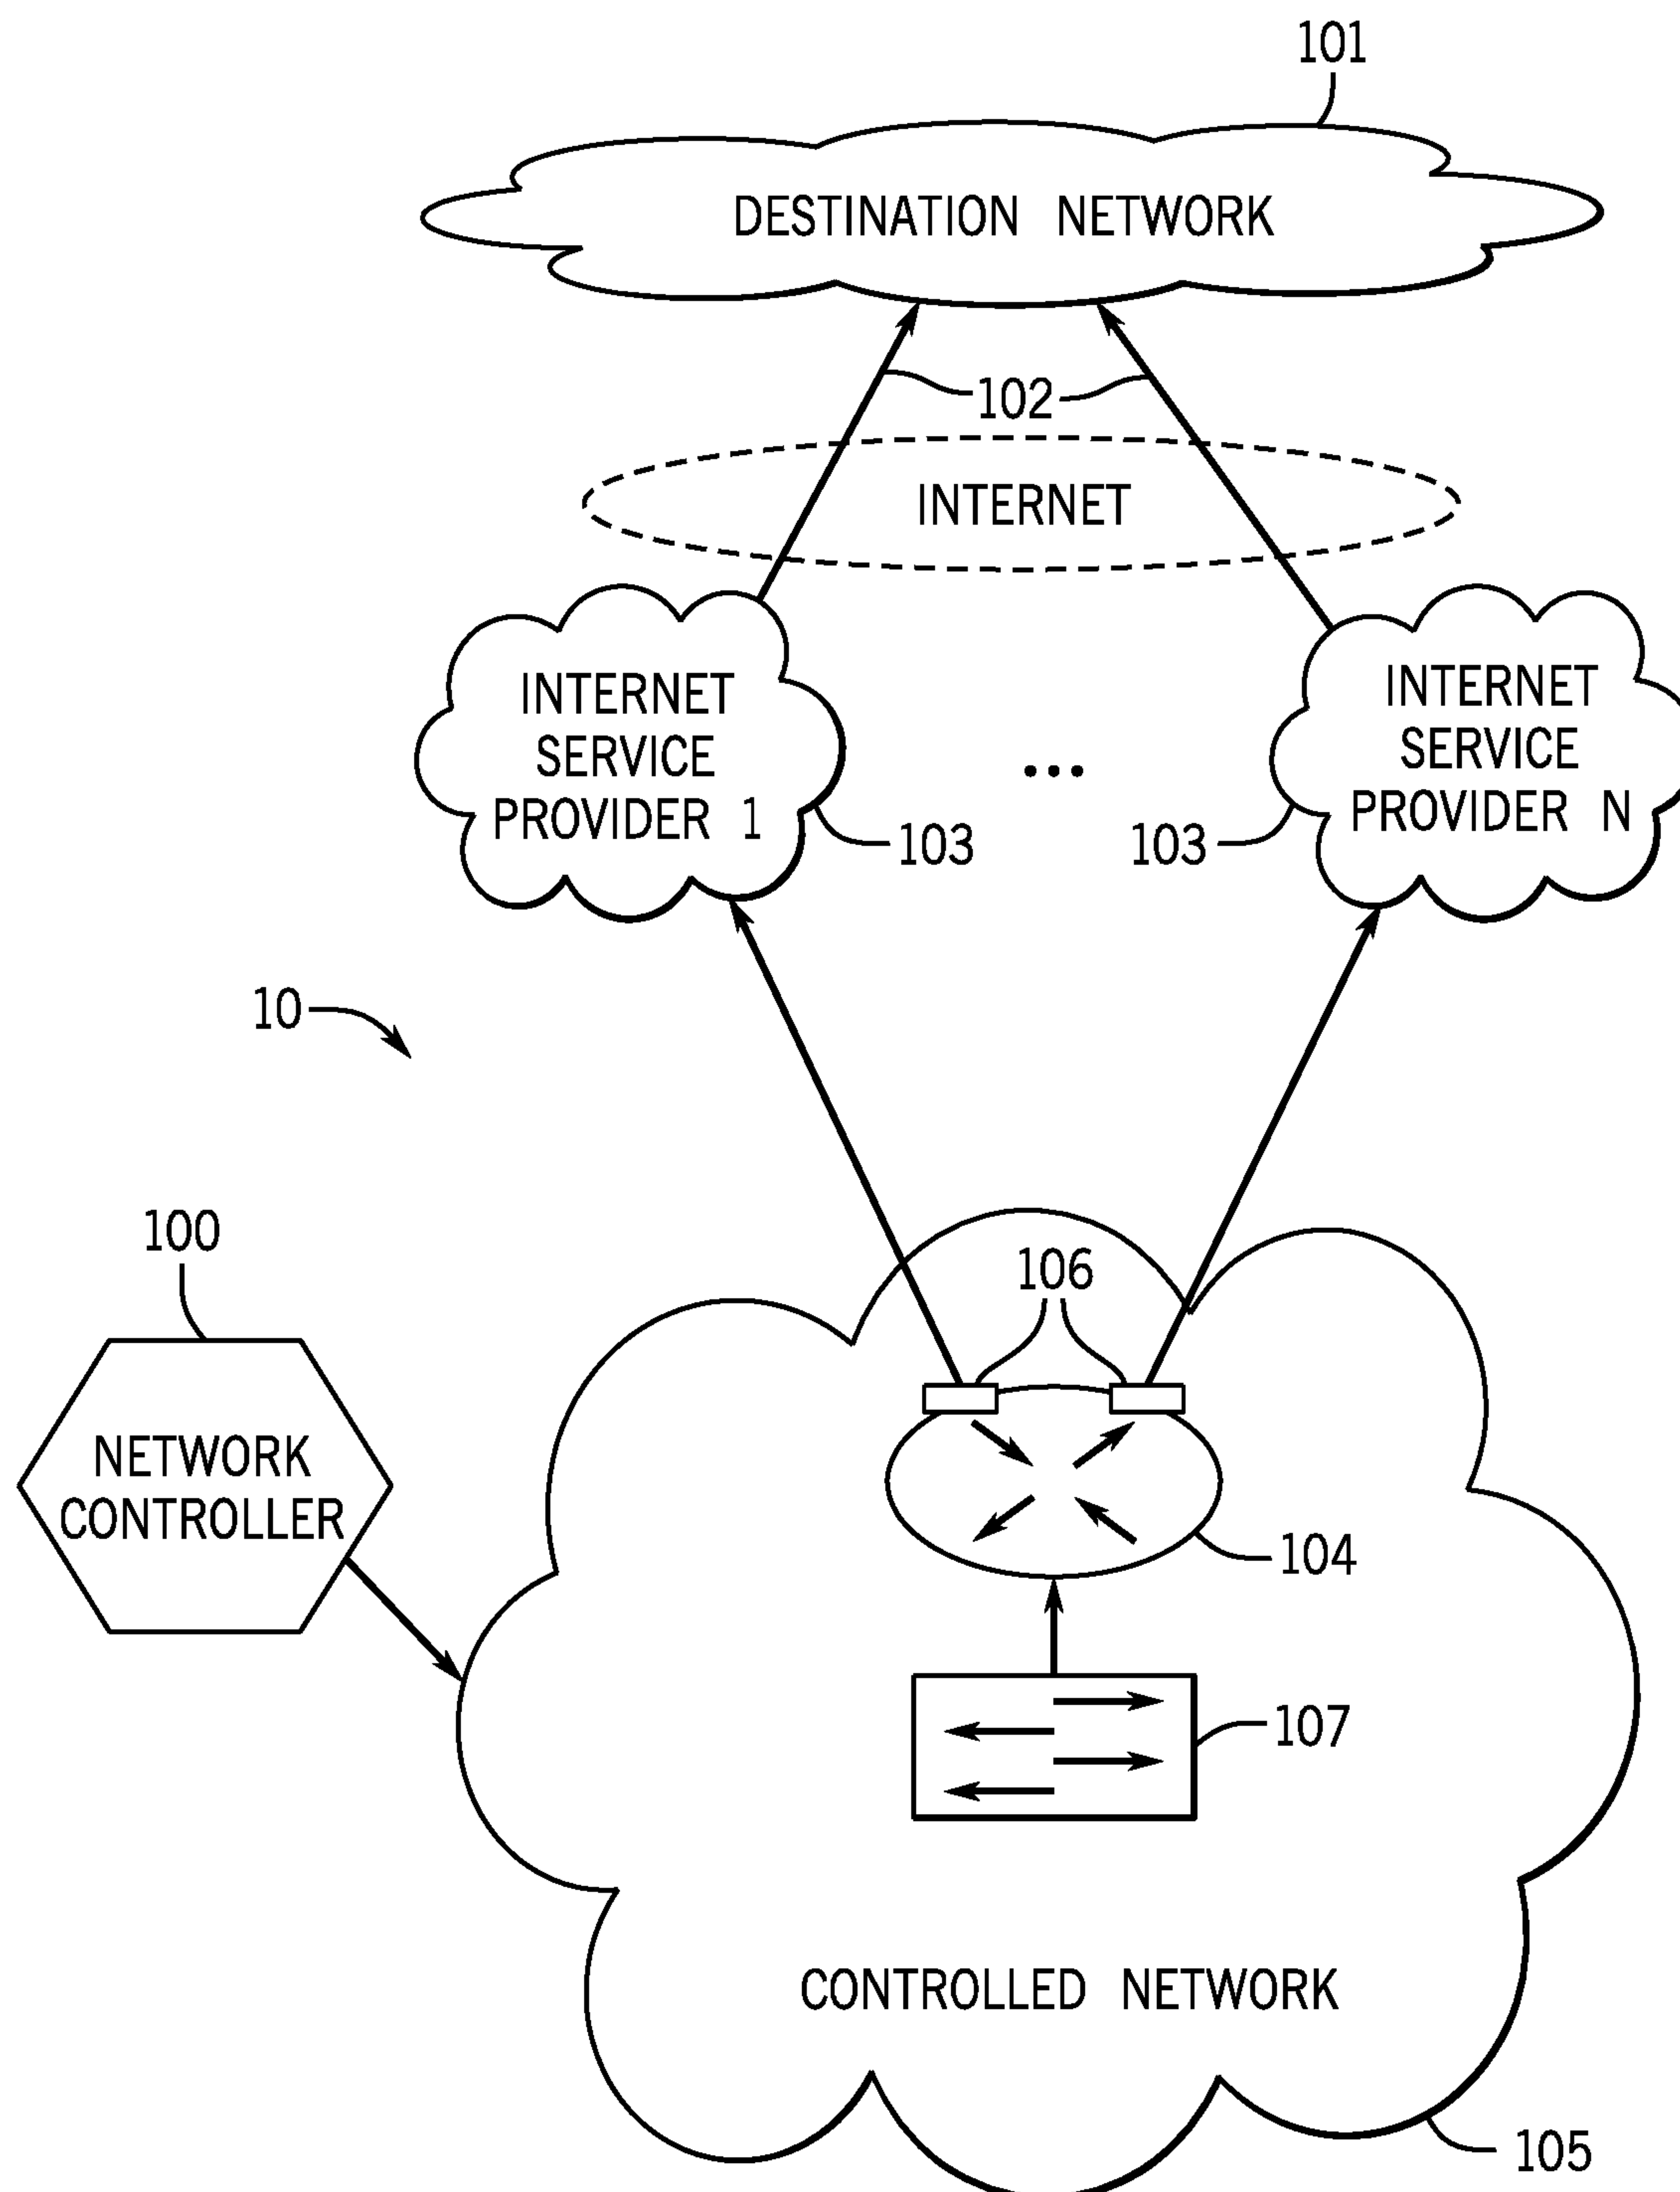 101
DESTINATION NETWORK
102
INTERNET
INTERNET
SERVICE
PROVIDER 1
...
INTERNET
SERVICE
PROVIDER N
103
103
10
100
106
NETWORK
CONTROLLER
104
107
CONTROLLED NETWORK
105